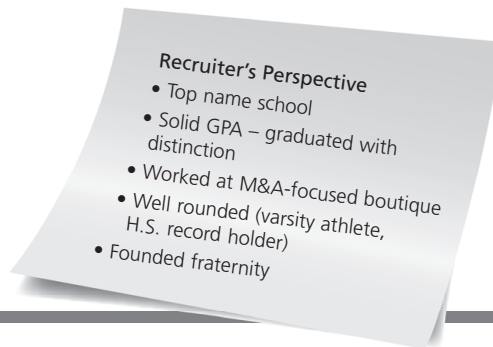 Recruiter's Perspective
• Top name school
• Solid GPA – graduated with
distinction
• Worked at M&A-focused boutique
• Well rounded (varsity athlete,
H.S. record holder)
• Founded fraternity